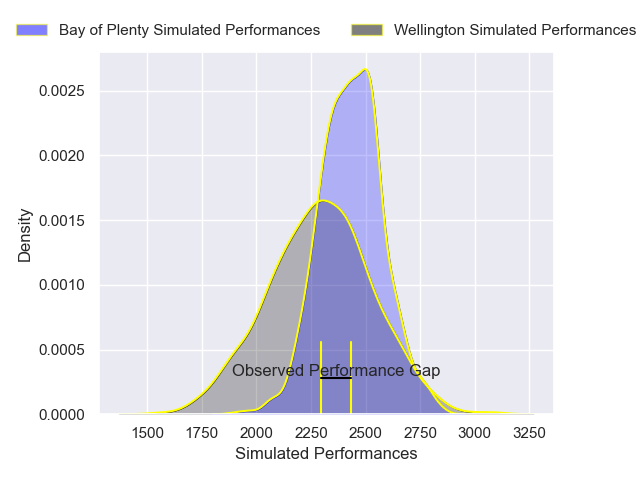 Bay of Plenty Simulated Performances
Wellington Simulated Performances
0.0025
0.0020
0.0015
0.0010
0.0005
0.0000
Density
Observed Performance Gap
1500 1750 2000 2250 2500 2750 3000 3250
Simulated Performances